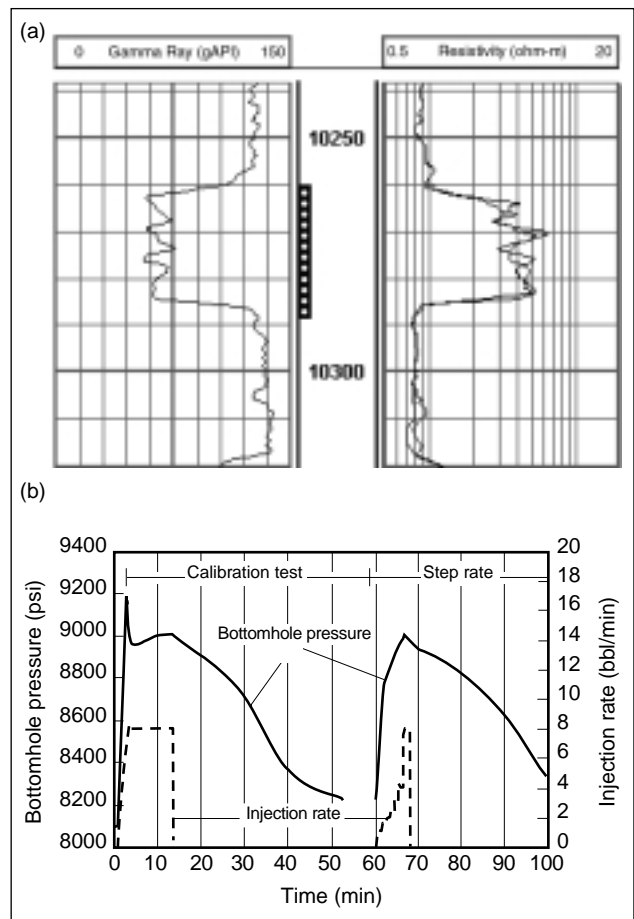 (a)
0 Gamma Ray (gAPI) 150
0.5 Resistivity (ohm-m) 20
10250
10300
(b)
Bottomhole pressure (psi)
9400
9200
9000
8800
8600
8400
8200
8000
Calibration test
Step rate
Bottomhole pressure
Injection rate
20
18
16
14
12
10
8
6
4
2
0
Injection rate (bbl/min)
0 10 20 30 40 50 60 70 80 90 100
Time (min)